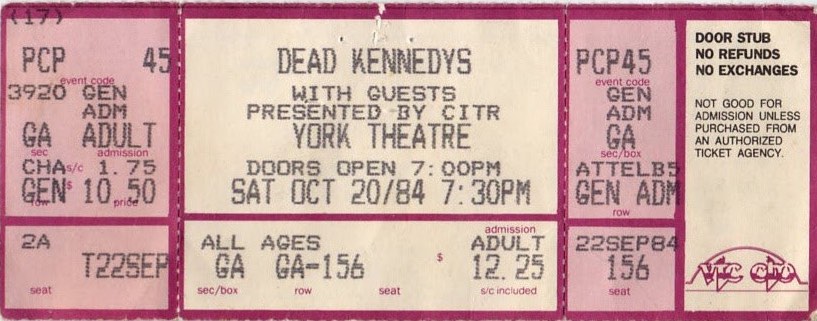 (17)
PCP 45
event code
3920 GEN
ADM
GA ADULT
sec admission
CHA s/c 1.75
GEN $ 10.50
row price
2A
T22SEP
seat
DEAD KENNEDYS
WITH GUESTS
PRESENTED BY CITR
YORK THEATRE
DOORS OPEN 7:00PM
SAT OCT 20/84 7:30PM
admission
ALL AGES ADULT
GA GA-156 $ 12.25
sec/box row seat s/c included
PCP45
event code
GEN
ADM
GA
sec/box
ATTELB5
GEN ADM
row
22SEP84
156
seat
DOOR STUB
NO REFUNDS
NO EXCHANGES
NOT GOOD FOR
ADMISSION UNLESS
PURCHASED FROM
AN AUTHORIZED
TICKET AGENCY.